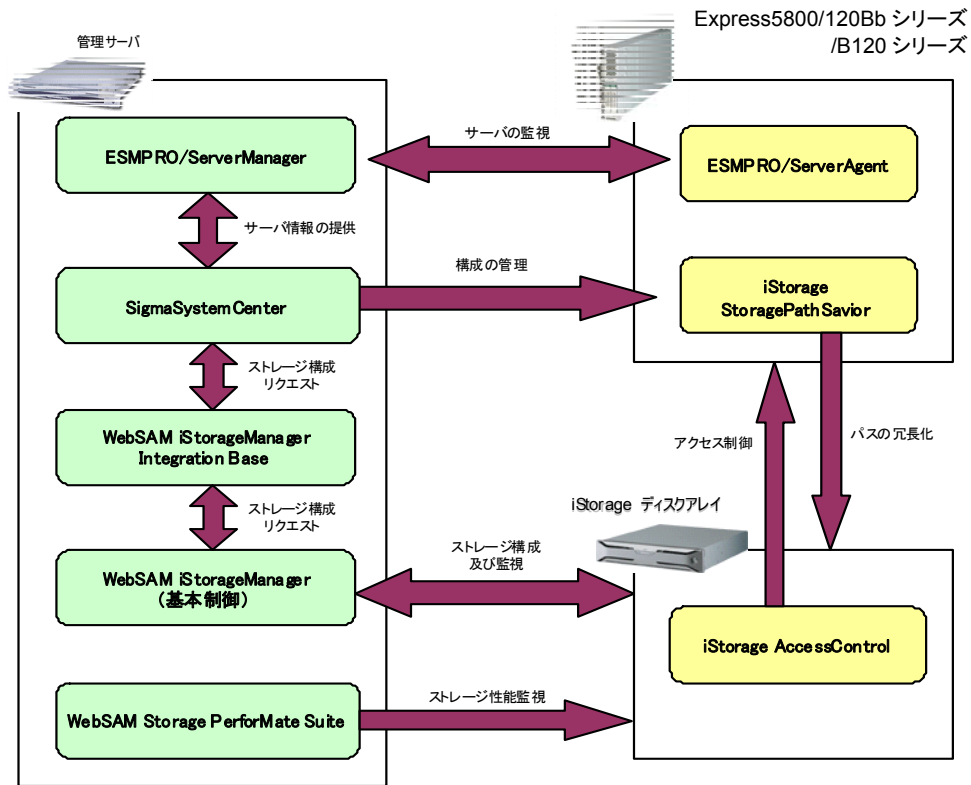 管理サーバ
Express5800/120Bb シリーズ
/B120 シリーズ
ESMPRO/ServerManager
サーバの監視
ESMPRO/ServerAgent
サーバ情報の提供
SigmaSystemCenter
構成の管理
iStorage
StoragePathSavior
ストレージ構成
リクエスト
WebSAM iStorageManager
Integration Base
アクセス制御
パスの冗長化
ストレージ構成
リクエスト
iStorage ディスクアレイ
WebSAM iStorageManager
（基本制御）
ストレージ構成
及び監視
iStorage AccessControl
WebSAM Storage PerforMate Suite
ストレージ性能監視